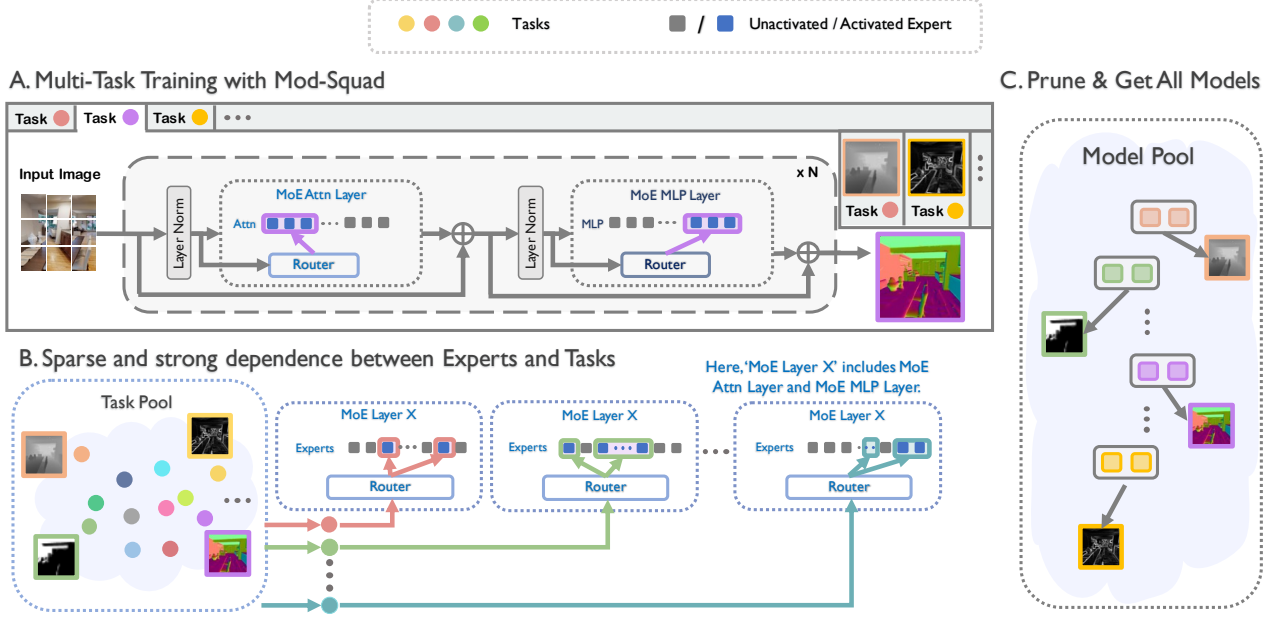 Tasks
/
Unactivated / Activated Expert
A. Multi-Task Training with Mod-Squad
C. Prune & Get All Models
Task
Task
Task
Input Image
Layer Norm
MoE Attn Layer
Attn
Router
Layer Norm
MoE MLP Layer
MLP
Router
x N
Task
Task
Model Pool
B. Sparse and strong dependence between Experts and Tasks
Here, 'MoE Layer X' includes MoE
Attn Layer and MoE MLP Layer.
Task Pool
MoE Layer X
Experts
Router
MoE Layer X
Experts
Router
MoE Layer X
Experts
Router